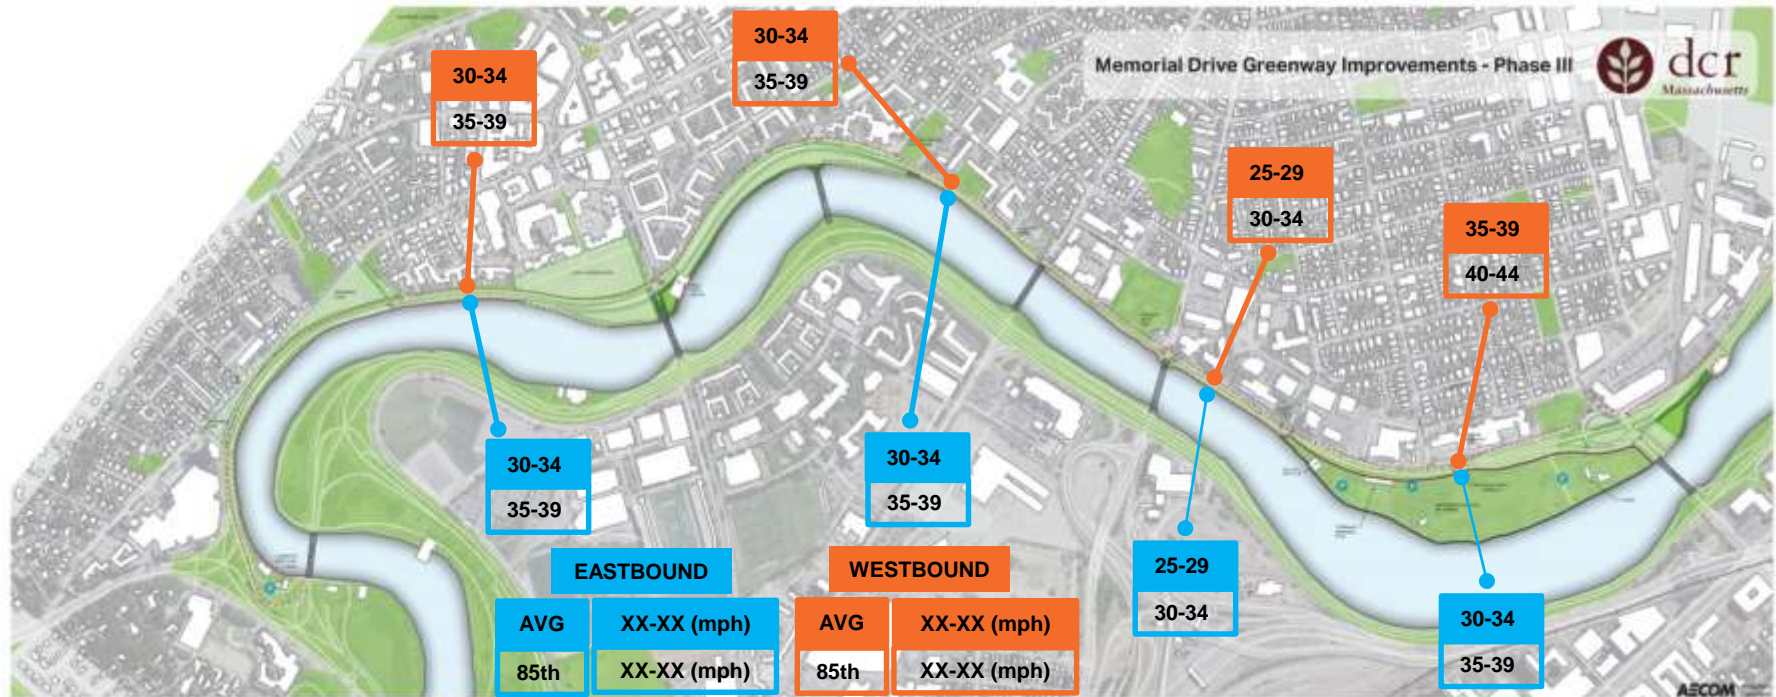 Memorial Drive Greenway Improvements - Phase III
dcr
Massachusetts
30-34
35-39
30-34
35-39
25-29
30-34
35-39
40-44
30-34
35-39
30-34
35-39
25-29
30-34
30-34
35-39
EASTBOUND
AVG XX-XX (mph)
85th XX-XX (mph)
WESTBOUND
AVG XX-XX (mph)
85th XX-XX (mph)
AECOM